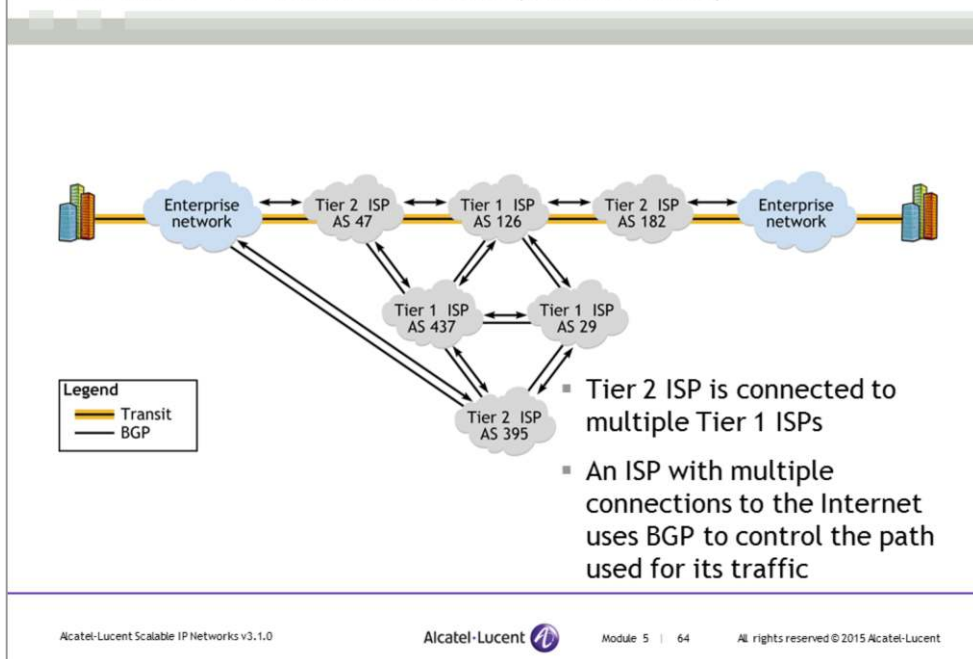 Enterprise
network
Tier 2 ISP
AS 47
Tier 1 ISP
AS 126
Tier 2 ISP
AS 182
Enterprise
network
Tier 1 ISP
AS 437
Tier 1 ISP
AS 29
Tier 2 ISP
AS 395
Legend
Transit
BGP
▪ Tier 2 ISP is connected to
multiple Tier 1 ISPs
▪ An ISP with multiple
connections to the Internet
uses BGP to control the path
used for its traffic
Alcatel-Lucent Scalable IP Networks v3.1.0
Alcatel·Lucent
Module 5 | 64
All rights reserved © 2015 Alcatel-Lucent